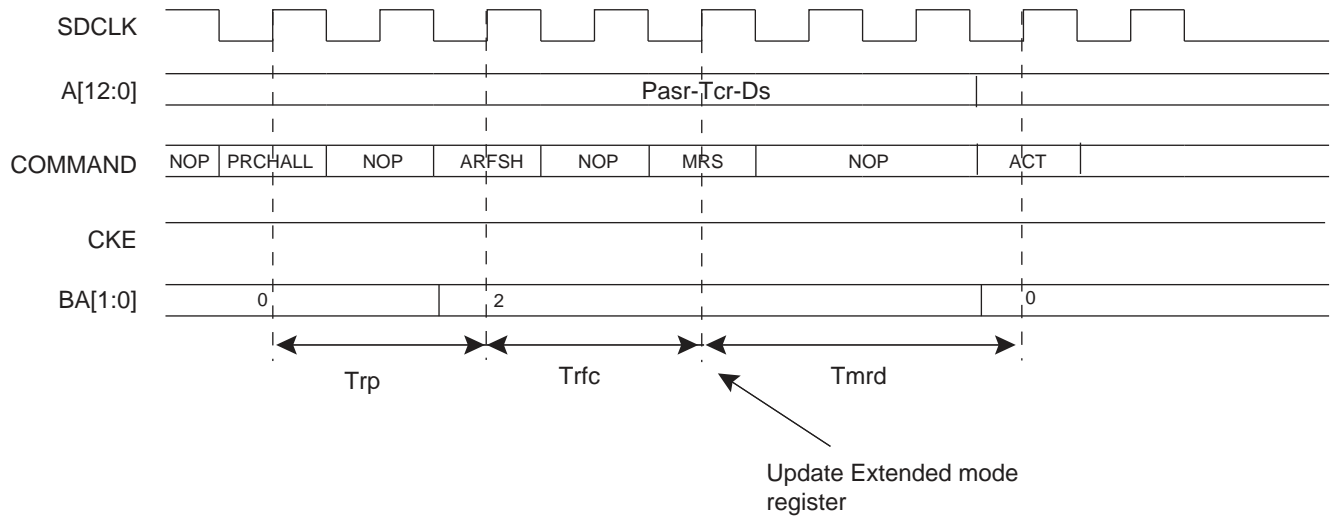 SDCLK
A[12:0]
Pasr-Tcr-Ds
COMMAND
NOP PRCHALL NOP ARFSH NOP MRS NOP ACT
CKE
BA[1:0]
0 2 0
Trp Trfc Tmrd
Update Extended mode
register